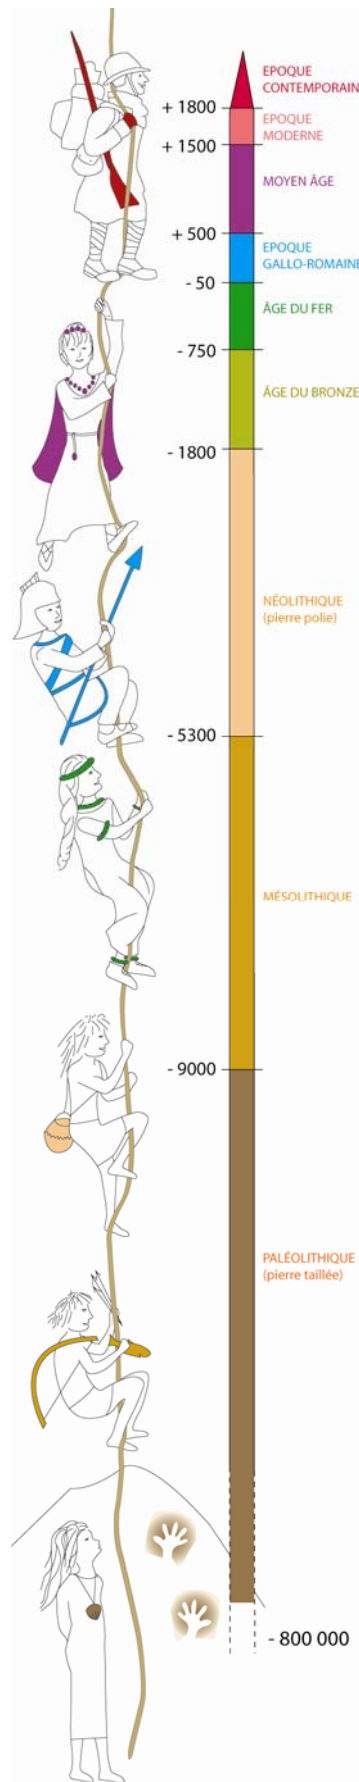 EPOQUE
CONTEMPORAIN
+ 1800
EPOQUE
MODERNE
+ 1500
MOYEN ÂGE
+ 500
EPOQUE
GALLO-ROMAINE
- 50
ÂGE DU FER
- 750
ÂGE DU BRONZE
- 1800
NÉOLITHIQUE
(pierre polie)
- 5300
MÉSOLITHIQUE
- 9000
PALÉOLITHIQUE
(pierre taillée)
- 800 000